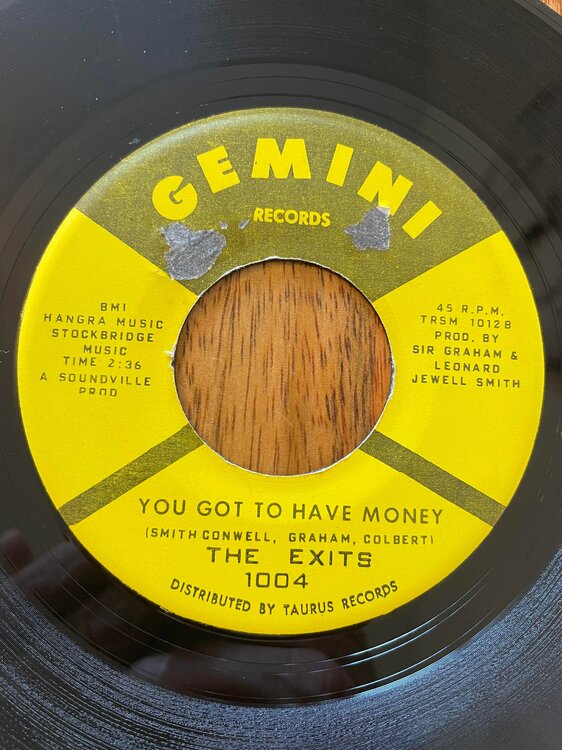 GEMINI
RECORDS
BMI
HANGRA MUSIC
STOCKBRIDGE
MUSIC
TIME 2:36
A SOUNDVILLE
PROD
45 R.P.M.
TRSM 1012B
PROD. BY
SIR GRAHAM &
LEONARD
JEWELL SMITH
YOU GOT TO HAVE MONEY
(SMITH CONWELL, GRAHAM, COLBERT)
THE EXITS
1004
DISTRIBUTED BY TAURUS RECORDS